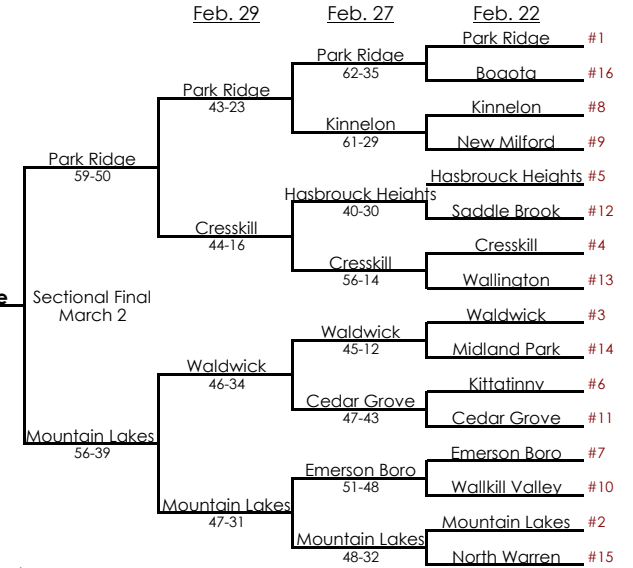 Feb. 29 Feb. 27 Feb. 22
Park Ridge #1
Park Ridge
62-35
Bogota #16
Park Ridge
43-23
Kinnelon #8
Kinnelon
61-29
New Milford #9
Park Ridge
59-50
Hasbrouck Heights #5
Hasbrouck Heights
40-30
Saddle Brook #12
Cresskill
44-16
Cresskill #4
Cresskill
56-14
Wallington #13
e
Sectional Final
March 2
Waldwick #3
Waldwick
45-12
Midland Park #14
Waldwick
46-34
Kittatinny #6
Cedar Grove
47-43
Cedar Grove #11
Mountain Lakes
56-39
Emerson Boro #7
Emerson Boro
51-48
Wallkill Valley #10
Mountain Lakes
47-31
Mountain Lakes #2
Mountain Lakes
48-32
North Warren #15